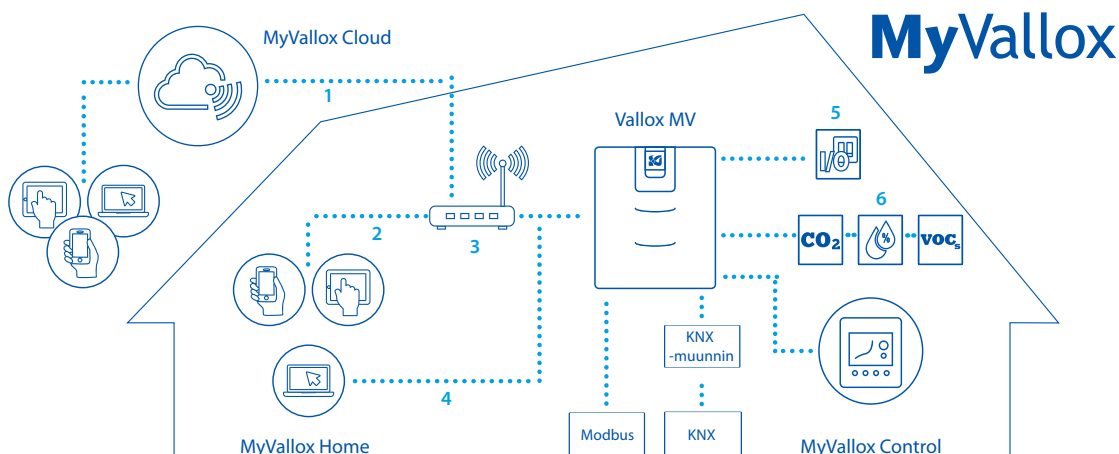 MyVallox
MyVallox Cloud
1
Vallox MV
5
I/O
2
3
6
CO₂
%
VOCs
KNX
-muunnin
4
Modbus
KNX
MyVallox Home
MyVallox Control